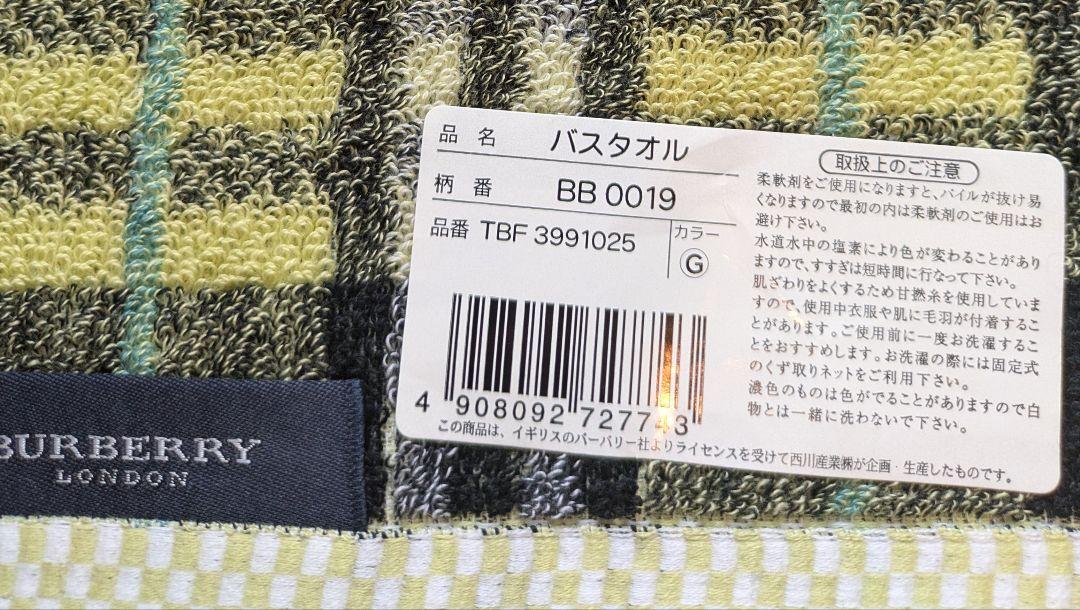 品 名 バスタオル
柄 番 BB 0019
品番 TBF 3991025
カラー
G
4 908092 727743
取扱上のご注意
柔軟剤をご使用になりますと、パイルが抜け易
くなりますので最初の内は柔軟剤のご使用はお
避け下さい。
水道水中の塩素により色が変わることがあり
ますので、すすぎは短時間に行なって下さい。
肌ざわりをよくするため甘撚糸を使用していま
すので、使用中衣服や肌に毛羽が付着するこ
とがあります。ご使用前に一度お洗濯するこ
とをおすすめします。お洗濯の際には固定式
のくず取りネットをご利用下さい。
濃色のものは色がでることがありますので白
物とは一緒に洗わないで下さい。
この商品は、イギリスのバーバリー社よりライセンスを受けて西川産業㈱が企画・生産したものです。
BURBERRY
LONDON